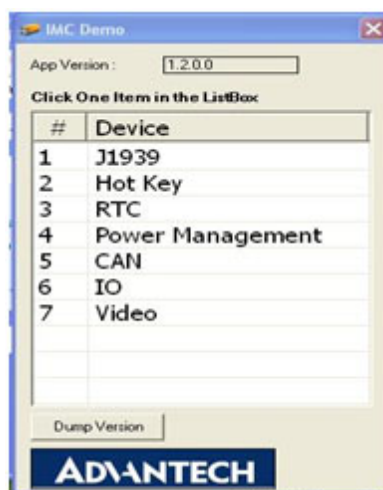 IMC Demo
App Version : 1.2.0.0
Click One Item in the ListBox
# Device
1 J1939
2 Hot Key
3 RTC
4 Power Management
5 CAN
6 IO
7 Video
Dump Version
ADVANTECH